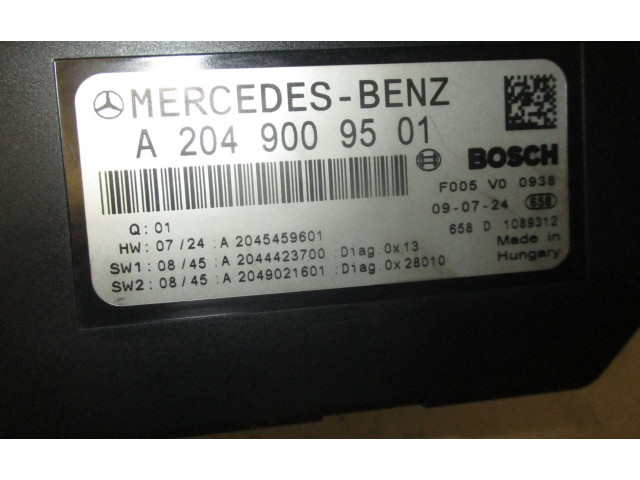 MERCEDES-BENZ
A 204 900 95 01
BOSCH
F005 V0 0938
09-07-24 658
658 D 1089312
Made in
Hungary
Q: 01
HW: 07/24 : A 2045459601
SW1: 08/45 : A 2044423700 : Diag. 0x13
SW2: 08/45 : A 2049021601 : Diag. 0x28010